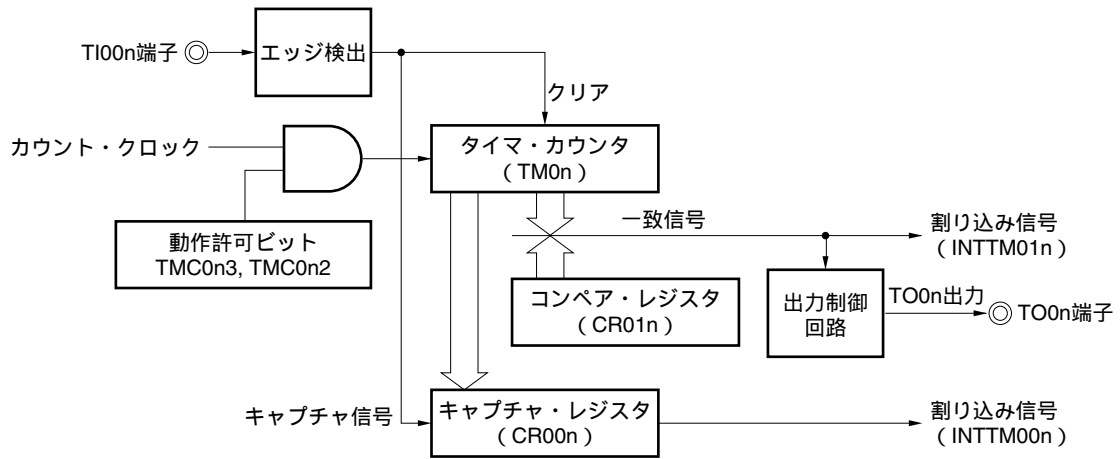 TI00n端子
エッジ検出
クリア
カウント・クロック
タイマ・カウンタ
（TM0n）
動作許可ビット
TMC0n3, TMC0n2
一致信号
割り込み信号
（INTTM01n）
コンペア・レジスタ
（CR01n）
出力制御
回路
TO0n出力
TO0n端子
キャプチャ信号
キャプチャ・レジスタ
（CR00n）
割り込み信号
（INTTM00n）